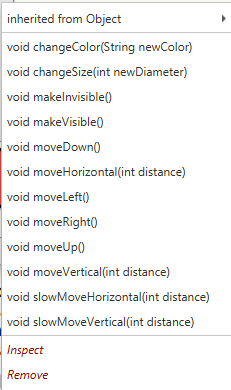 inherited from Object
void changeColor(String newColor)
void changeSize(int newDiameter)
void makeInvisible()
void makeVisible()
void moveDown()
void moveHorizontal(int distance)
void moveLeft()
void moveRight()
void moveUp()
void moveVertical(int distance)
void slowMoveHorizontal(int distance)
void slowMoveVertical(int distance)
Inspect
Remove